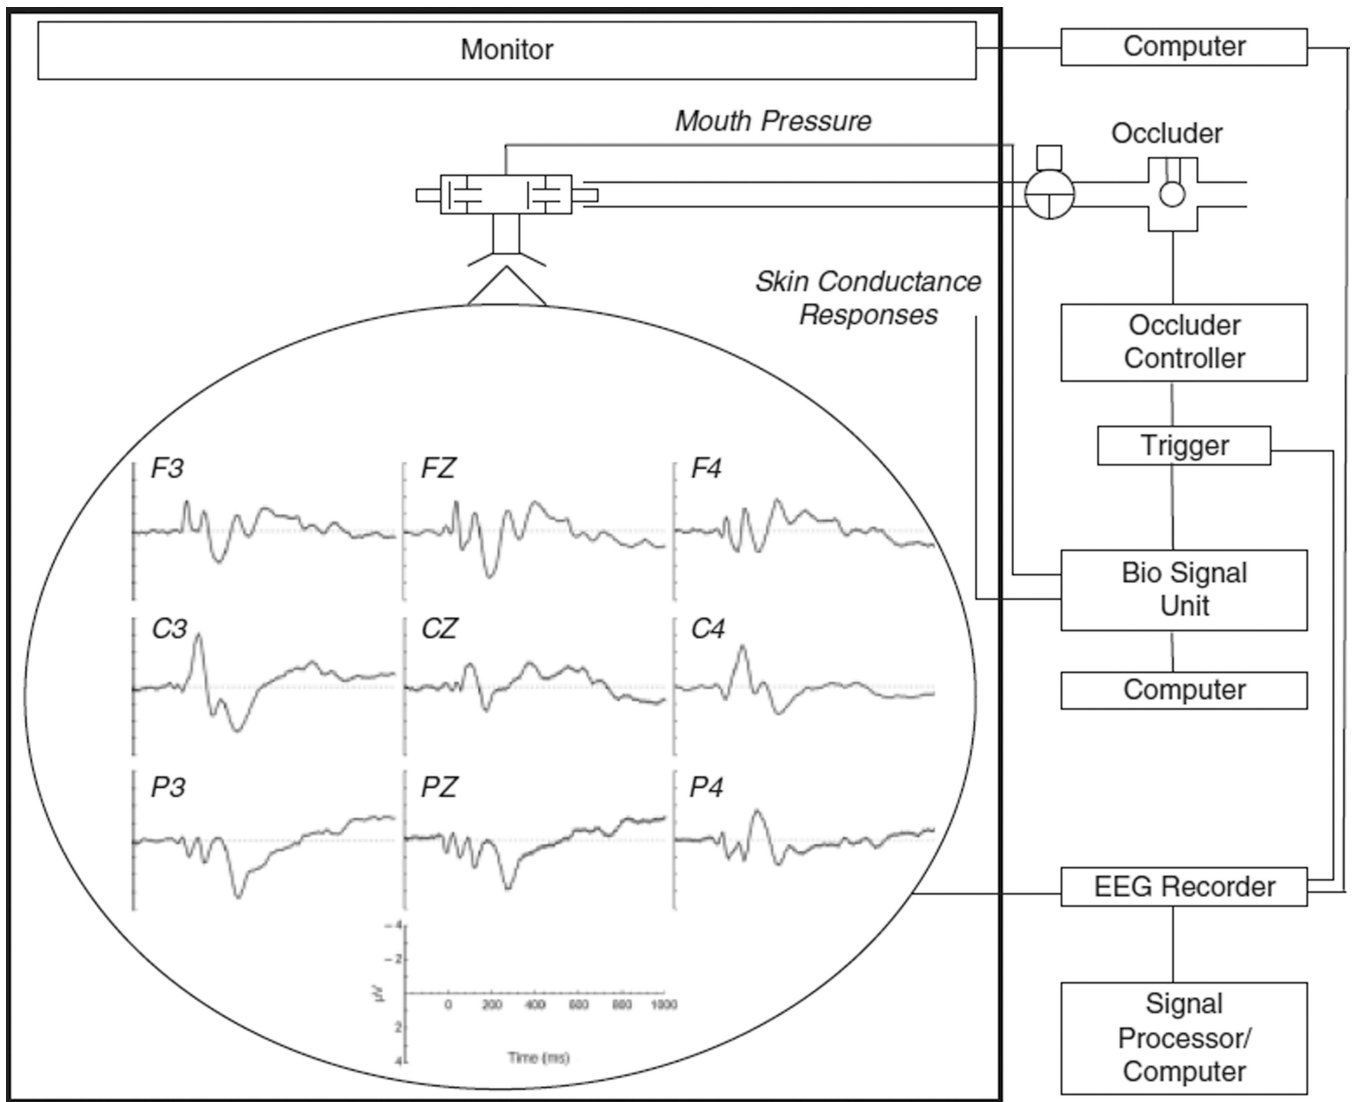 Monitor
Computer
Mouth Pressure
Occluder
Skin Conductance
Responses
Occluder
Controller
Trigger
F3
FZ
F4
Bio Signal
Unit
C3
CZ
C4
Computer
P3
PZ
P4
EEG Recorder
-4
-2
μV
0 200 400 600 800 1000
2
4
Time (ms)
Signal
Processor/
Computer